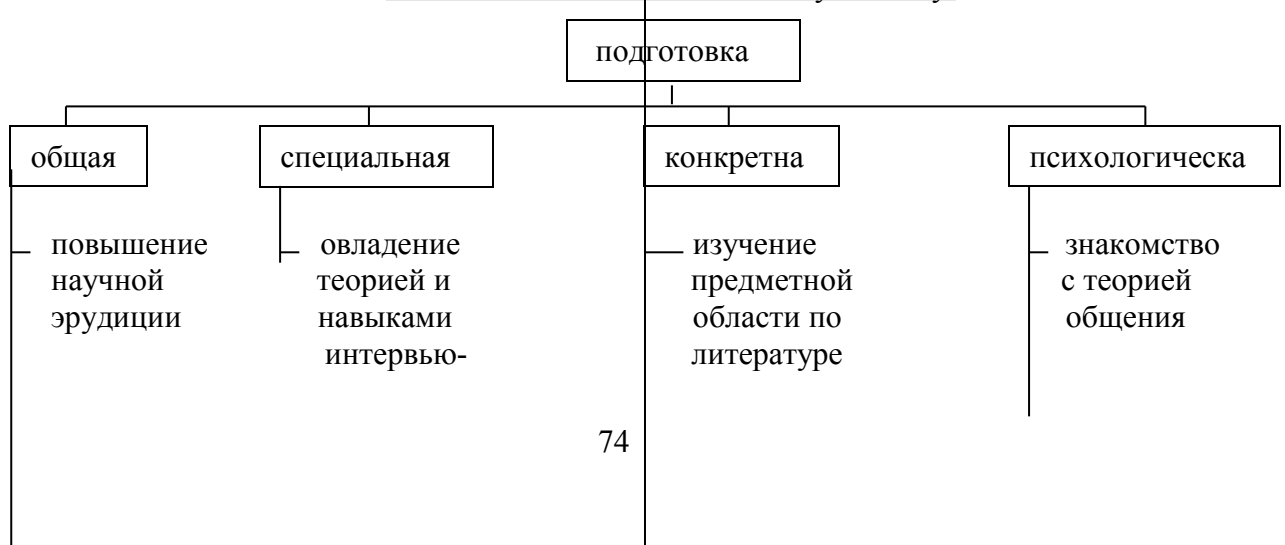 подготовка
общая
специальная
конкретна
психологическа
повышение
научной
эрудиции
овладение
теорией и
навыками
интервью-
изучение
предметной
области по
литературе
знакомство
с теорией
общения
74